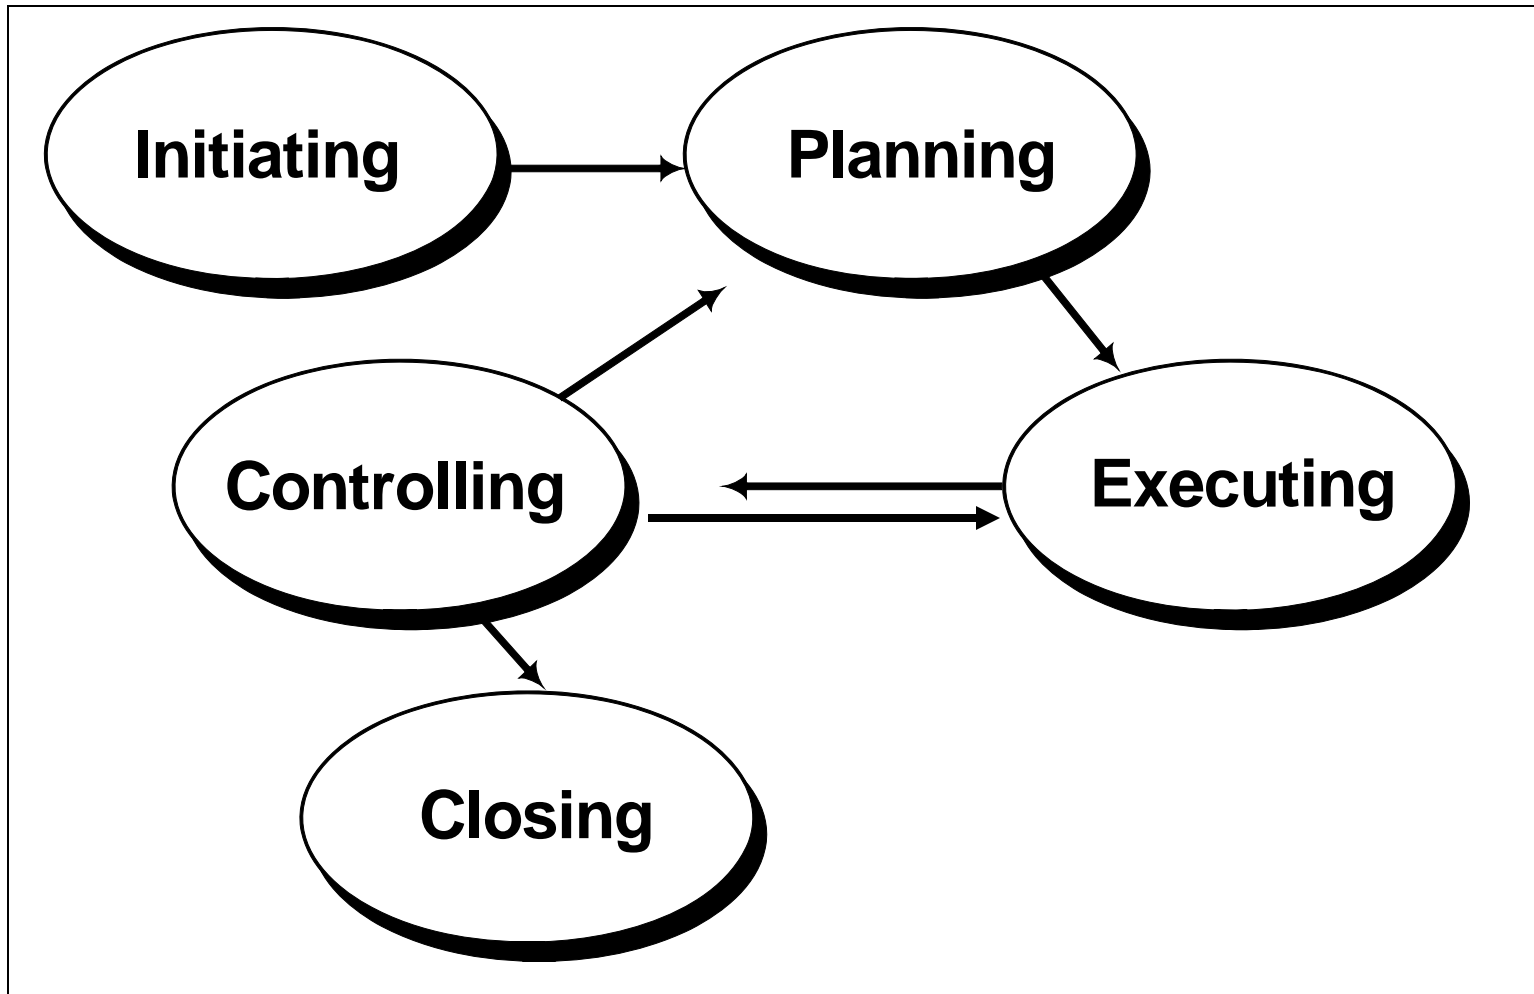 Initiating
Planning
Controlling
Executing
Closing